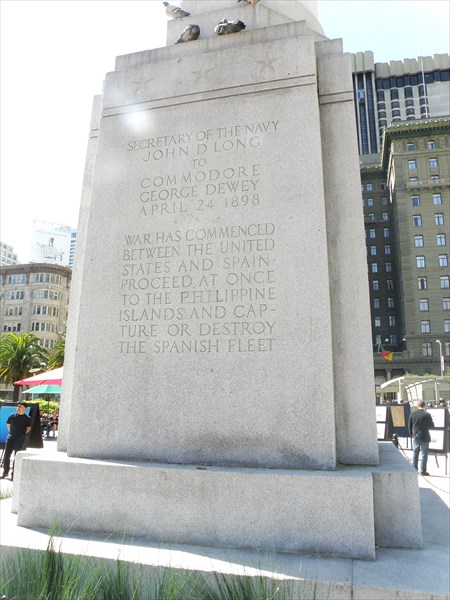 SECRETARY OF THE NAVY
JOHN D LONG
TO
COMMODORE
GEORGE DEWEY
APRIL 24 1898
WAR HAS COMMENCED
BETWEEN THE UNITED
STATES AND SPAIN·
PROCEED AT ONCE
TO THE PHILIPPINE
ISLANDS AND CAP-
TURE OR DESTROY
THE SPANISH FLEET